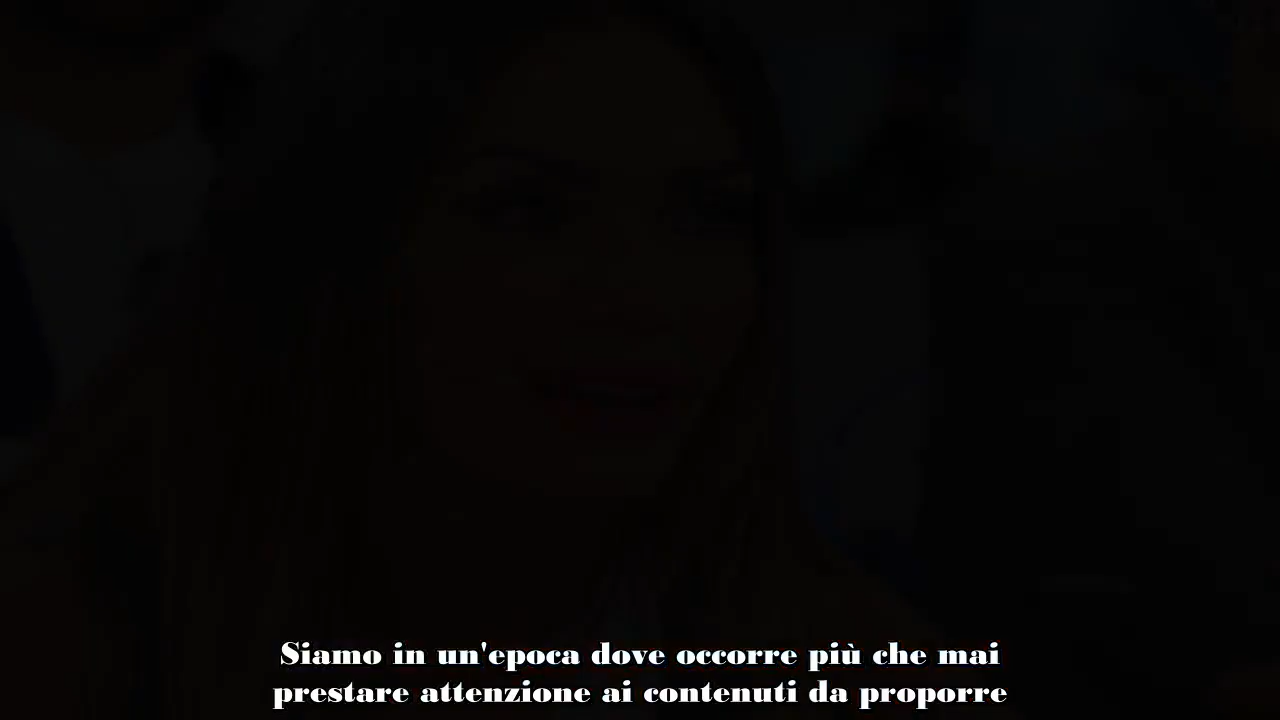 Siamo in un'epoca dove occorre più che mai
prestare attenzione ai contenuti da proporre